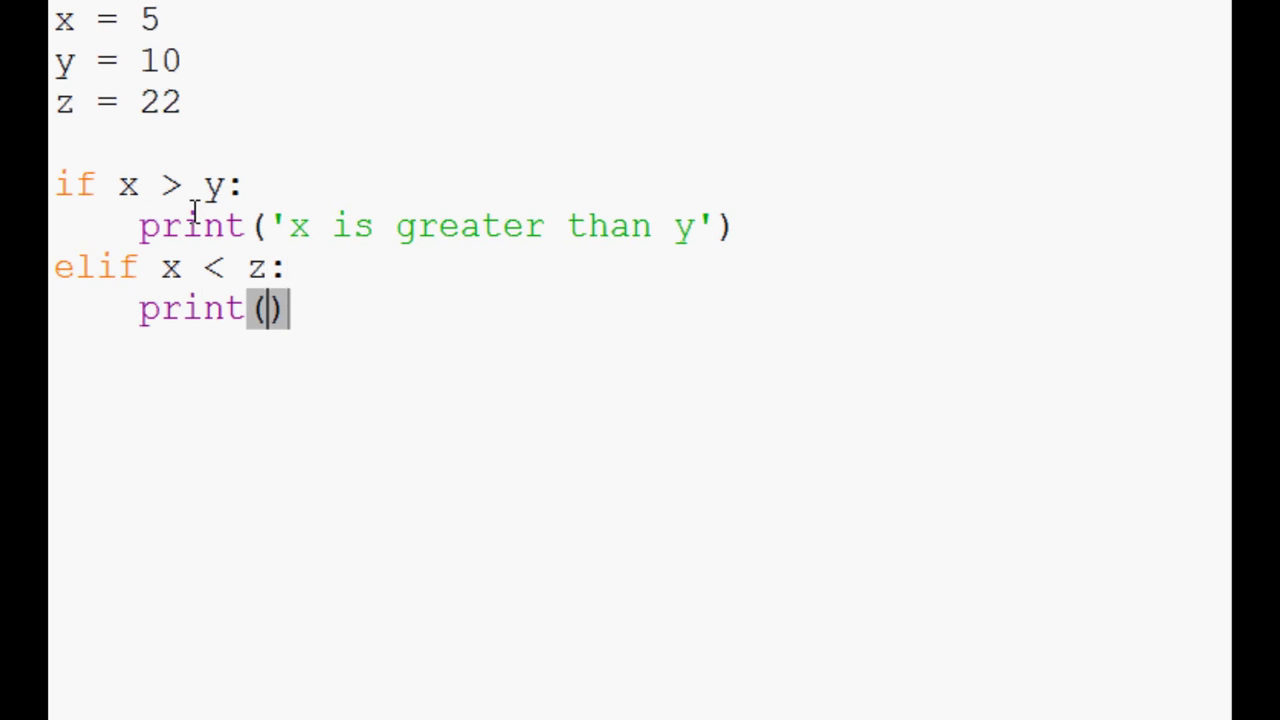 x = 5
y = 10
z = 22

if x > y:
    print('x is greater than y')
elif x < z:
    print()